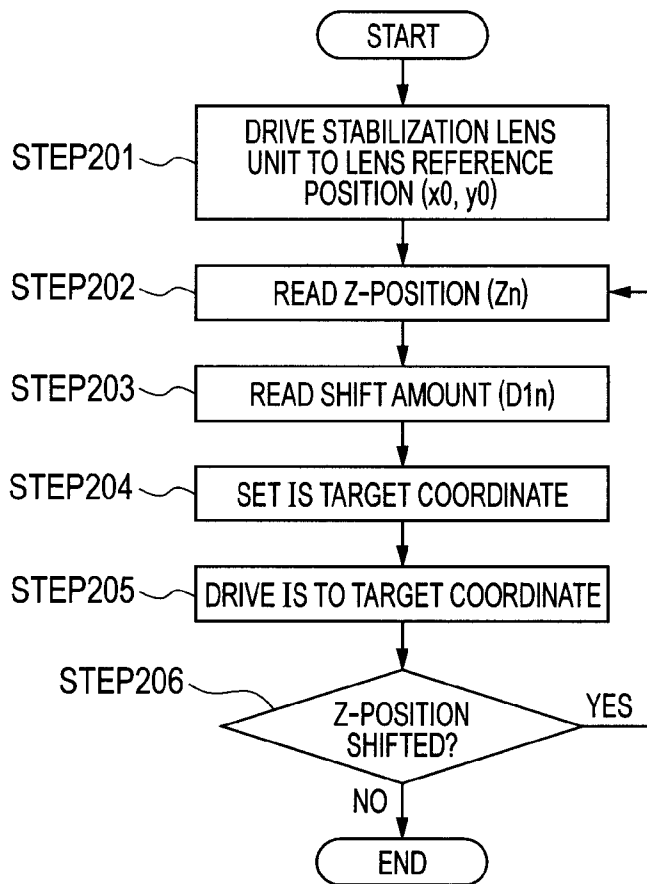 START
STEP201
DRIVE STABILIZATION LENS
UNIT TO LENS REFERENCE
POSITION (x0, y0)
STEP202
READ Z-POSITION (Zn)
STEP203
READ SHIFT AMOUNT (D1n)
STEP204
SET IS TARGET COORDINATE
STEP205
DRIVE IS TO TARGET COORDINATE
STEP206
Z-POSITION
SHIFTED?
YES
NO
END